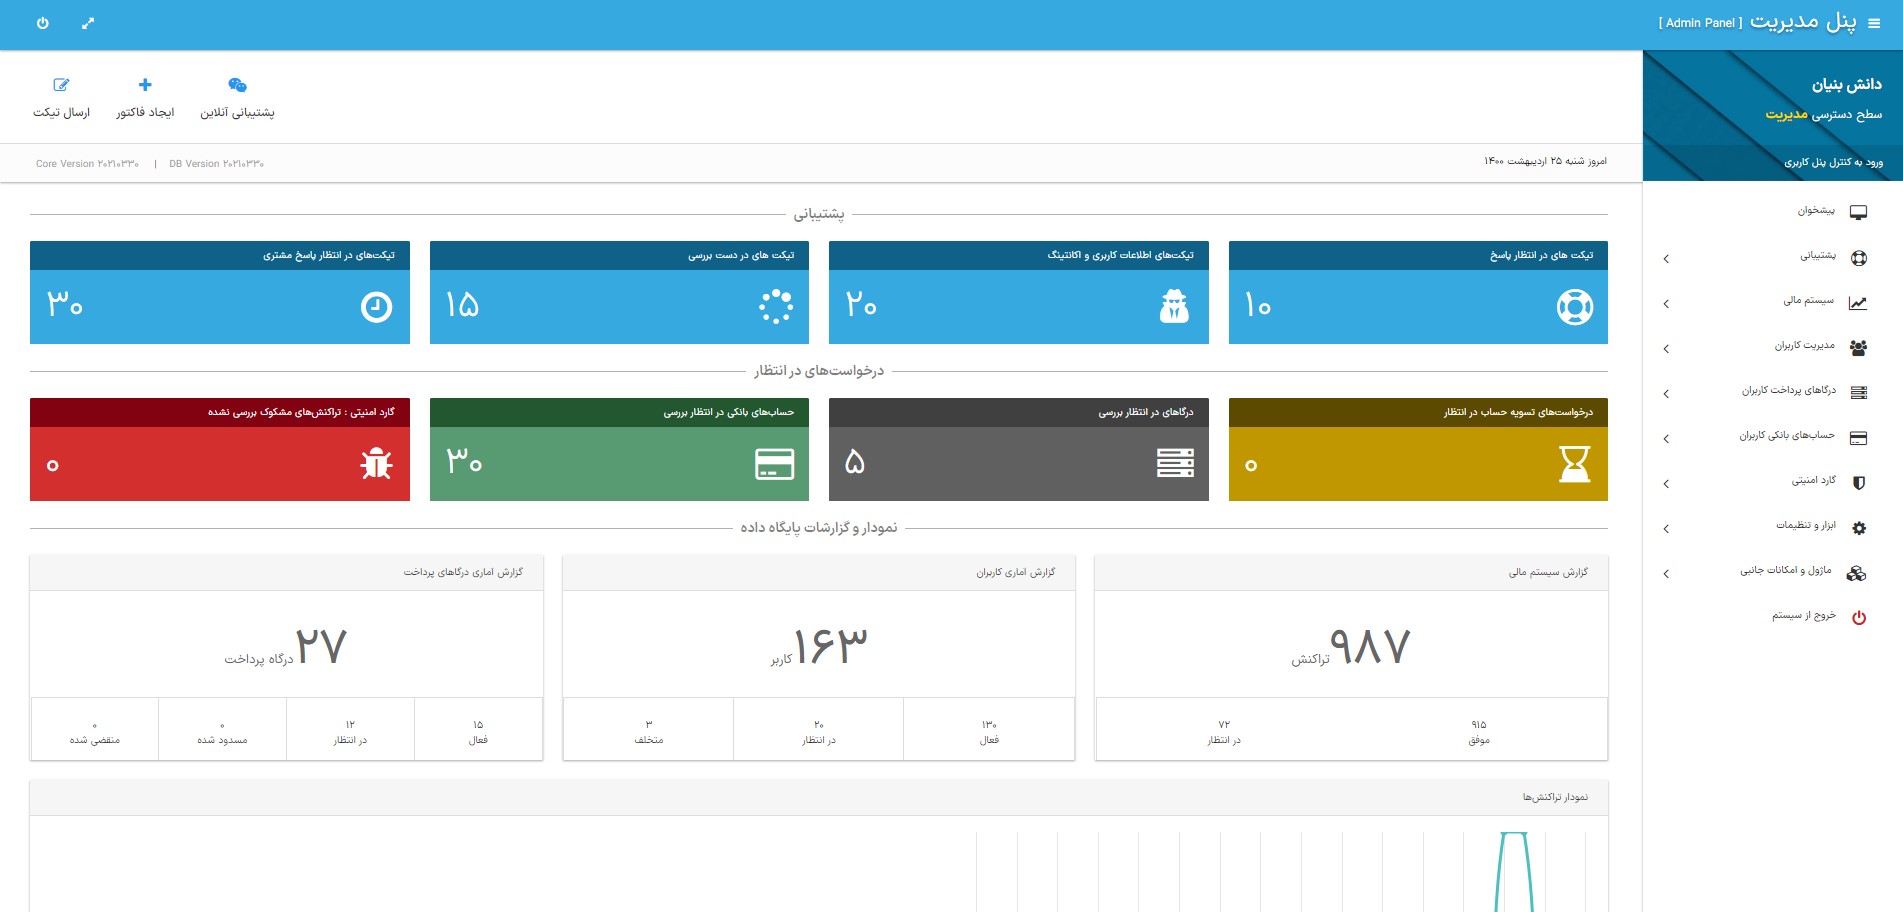 پنل مدیریت [ Admin Panel ]
دانش بنیان
سطح دسترسی مدیریت
ورود به کنترل پنل کاربری
پیشخوان
پشتیبانی
سیستم مالی
مدیریت کاربران
درگاهای پرداخت کاربران
حساب‌های بانکی کاربران
گارد امنیتی
ابزار و تنظیمات
ماژول و امکانات جانبی
خروج از سیستم
پشتیبانی آنلاین
ایجاد فاکتور
ارسال تیکت
امروز شنبه ۲۵ اردیبهشت ۱۴۰۰
Core Version ۲۰۲۱۰۳۳۰ | DB Version ۲۰۲۱۰۳۳۰
پشتیبانی
تیکت های در انتظار پاسخ
۱۰
تیکت‌های اطلاعات کاربری و اکانتینگ
۲۰
تیکت های در دست بررسی
۱۵
تیکت‌های در انتظار پاسخ مشتری
۳۰
درخواست‌های در انتظار
درخواست‌های تسویه حساب در انتظار
۰
درگاهای در انتظار بررسی
۵
حساب‌های بانکی در انتظار بررسی
۳۰
گارد امنیتی : تراکنش‌های مشکوک بررسی نشده
۰
نمودار و گزارشات پایگاه داده
گزارش سیستم مالی
۹۸۷ تراکنش
۹۱۵
موفق
۷۲
در انتظار
گزارش اماری کاربران
۱۶۳ کاربر
۱۳۰
فعال
۲۰
در انتظار
۳
متخلف
گزارش اماری درگاهای پرداخت
۲۷ درگاه پرداخت
۱۵
فعال
۱۲
در انتظار
۰
مسدود شده
۰
منقضی شده
نمودار تراکنش‌ها